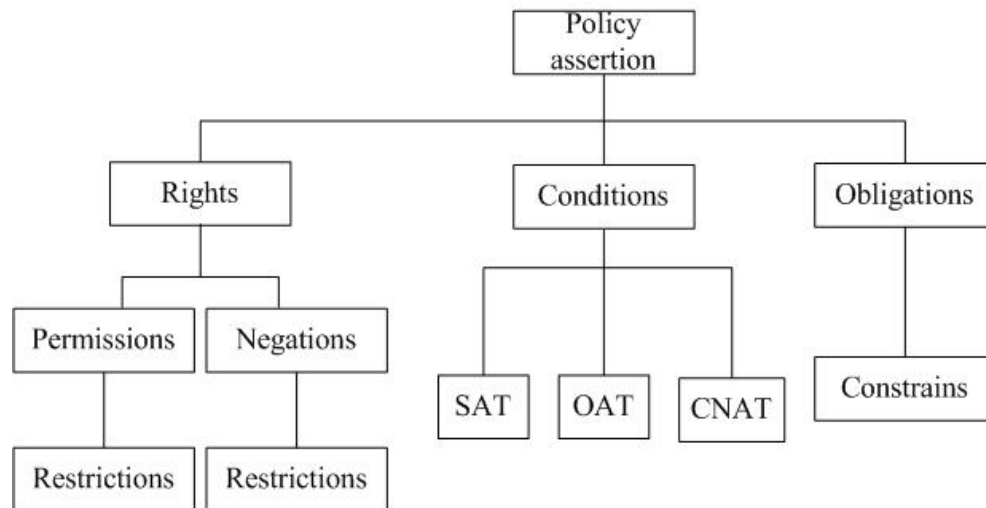 Policy
assertion
Rights
Conditions
Obligations
Permissions
Negations
SAT
OAT
CNAT
Constrains
Restrictions
Restrictions